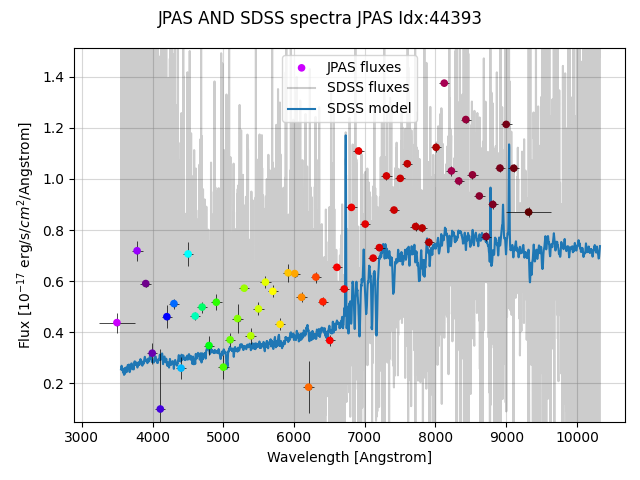 JPAS AND SDSS spectra JPAS Idx:44393
JPAS fluxes
SDSS fluxes
SDSS model
Flux [10⁻¹⁷ erg/s/cm²/Angstrom]
1.4
1.2
1.0
0.8
0.6
0.4
0.2
3000 4000 5000 6000 7000 8000 9000 10000
Wavelength [Angstrom]